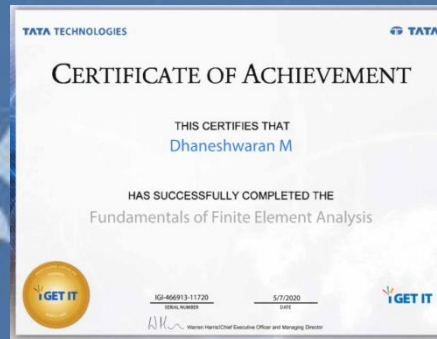 TATA TECHNOLOGIES
TATA
CERTIFICATE OF ACHIEVEMENT
THIS CERTIFIES THAT
Dhaneshwaran M
HAS SUCCESSFULLY COMPLETED THE
Fundamentals of Finite Element Analysis
iGET IT
IGI-466913-11720
SERIAL NUMBER
5/7/2020
DATE
iGET IT
Warren Harris/Chief Executive Officer and Managing Director